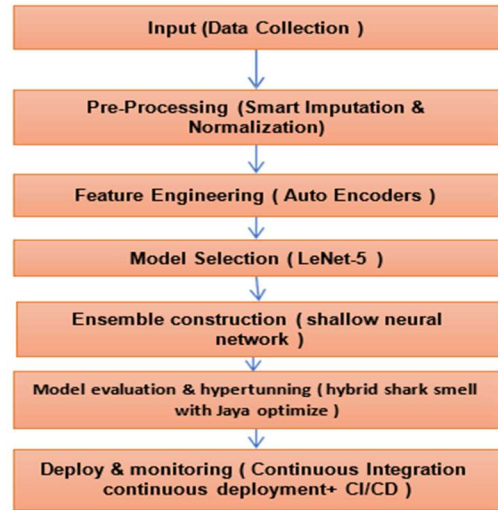 Input (Data Collection )
Pre-Processing (Smart Imputation &
Normalization)
Feature Engineering ( Auto Encoders )
Model Selection ( LeNet-5 )
Ensemble construction ( shallow neural
network )
Model evaluation & hypertunning ( hybrid shark smell
with Jaya optimize )
Deploy & monitoring ( Continuous Integration
continuous deployment+ CI/CD )